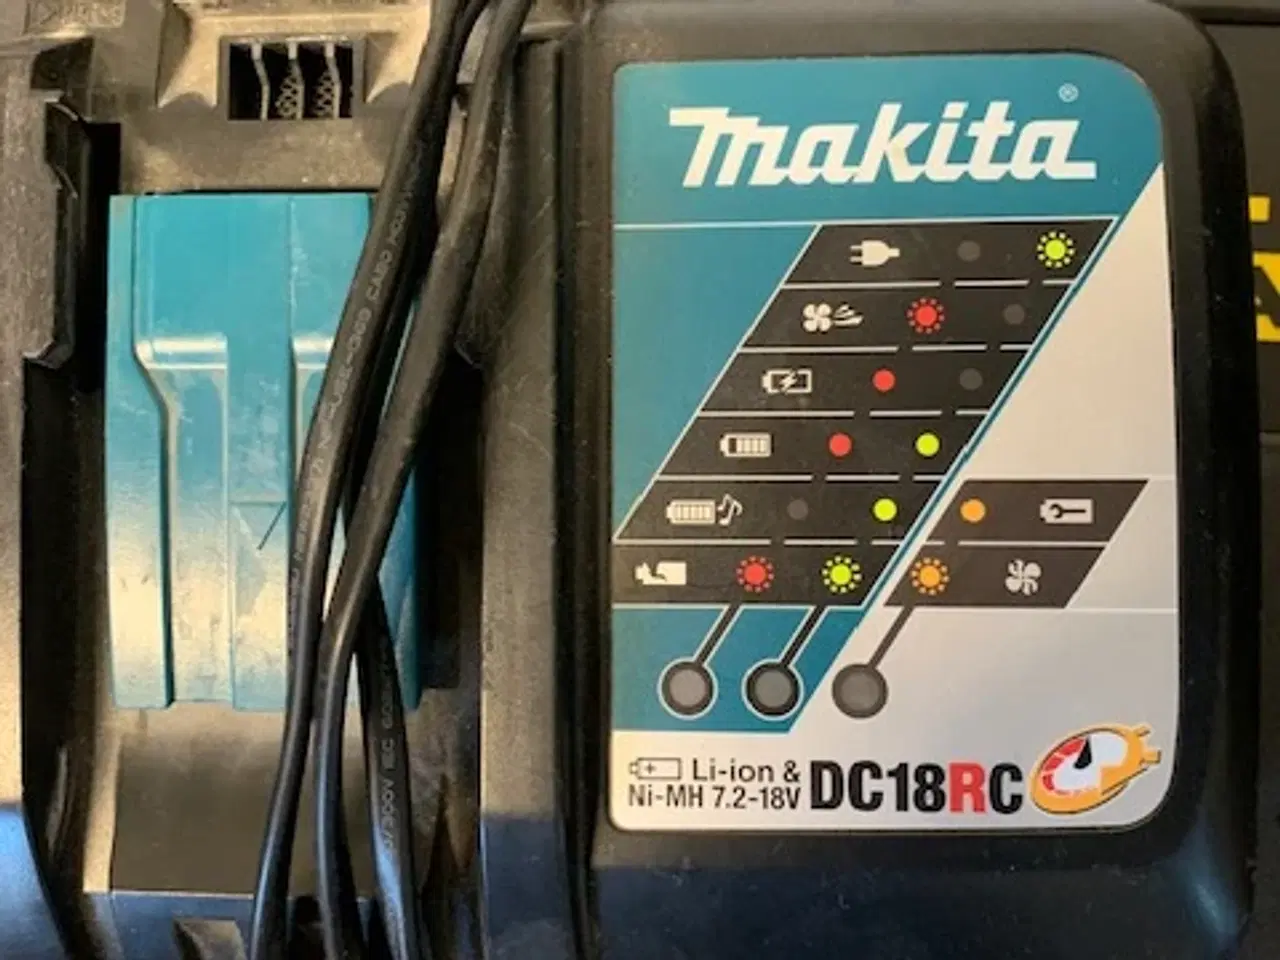 makita®
Li-ion &
Ni-MH 7.2-18V DC18RC